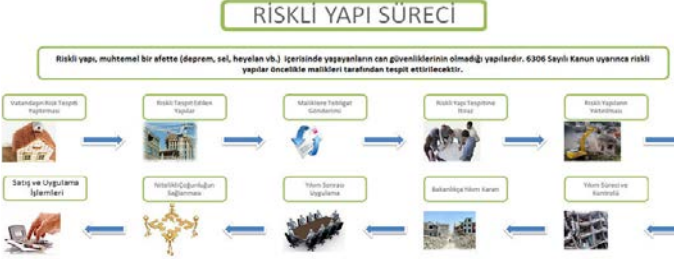 RİSKLİ YAPI SÜRECİ
Riskli yapı, muhtemel bir afette (deprem, sel, heyelan vb.) içerisinde yaşayanların can güvenliklerinin olmadığı yapılardır. 6306 Sayılı Kanun uyarınca riskli
yapılar öncelikle malikleri tarafından tespit ettirilecektir.
Vatandaşın Risk Tespiti
Yaptırması
Riskli Tespit Edilen
Yapılar
Maliklere Tebligat
Gönderimi
Riskli Yapı Tespitine
İtiraz
Riskli Yapıların
Yıktırılması
Satış ve Uygulama
İşlemleri
Nitelikli Çoğunluğun
Sağlanması
Yıkım Sonrası
Uygulama
Bakanlıkça Yıkım Kararı
Yıkım Süreci ve
Kontrolü